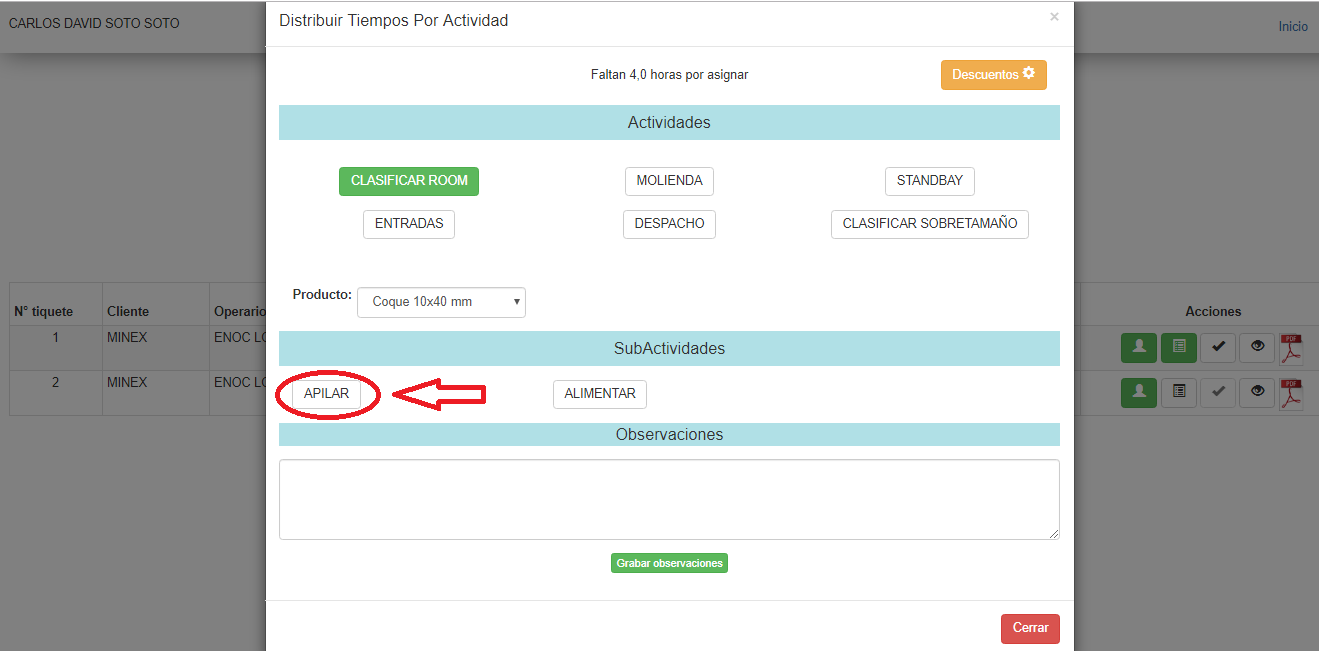 CARLOS DAVID SOTO SOTO
Distribuir Tiempos Por Actividad
×
Inicio
Faltan 4,0 horas por asignar
Descuentos
Actividades
CLASIFICAR ROOM
MOLIENDA
STANDBAY
ENTRADAS
DESPACHO
CLASIFICAR SOBRETAMAÑO
Producto:
Coque 10x40 mm
N° tiquete
Cliente
Operario
Acciones
1
MINEX
ENOC LO
PDF
2
MINEX
ENOC LO
PDF
SubActividades
APILAR
ALIMENTAR
Observaciones
Grabar observaciones
Cerrar